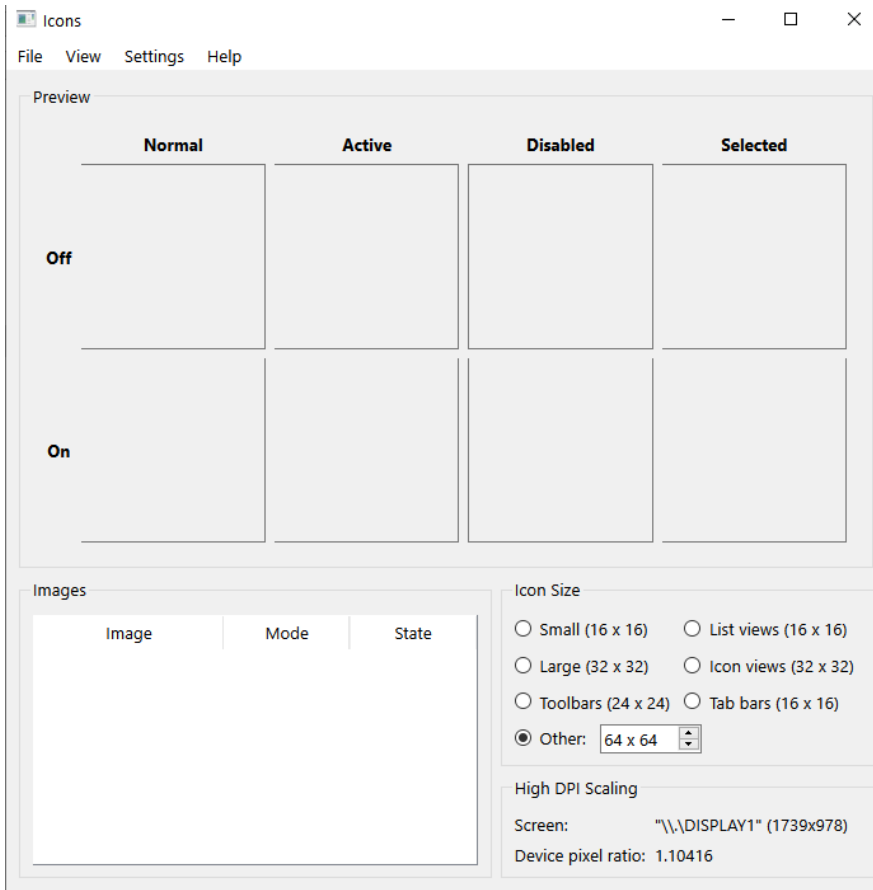 Icons
File View Settings Help
Preview
Normal Active Disabled Selected
Off
On
Images
Image Mode State
Icon Size
Small (16 x 16) List views (16 x 16)
Large (32 x 32) Icon views (32 x 32)
Toolbars (24 x 24) Tab bars (16 x 16)
Other: 64 x 64
High DPI Scaling
Screen: "\\.\DISPLAY1" (1739x978)
Device pixel ratio: 1.10416